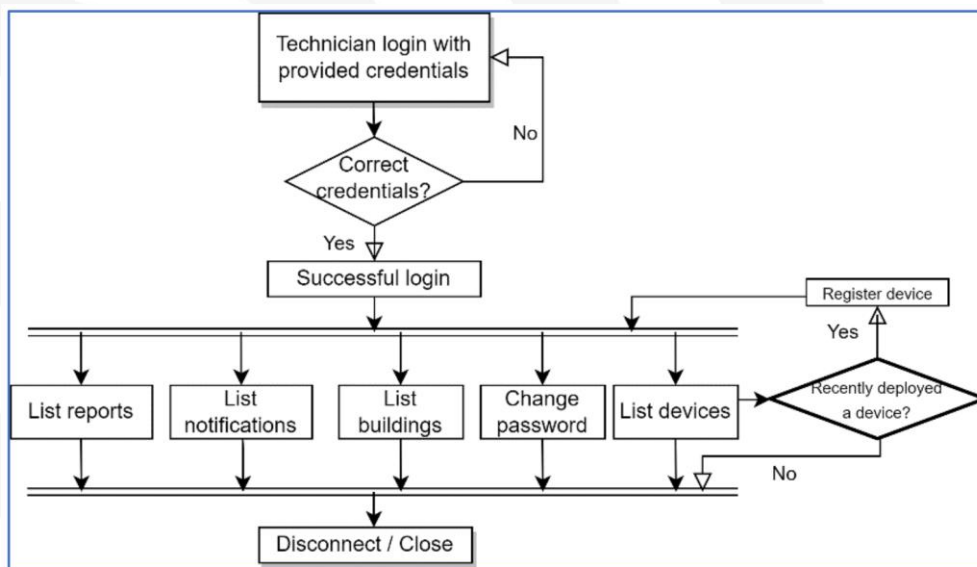 Technician login with
provided credentials
No
Correct
credentials?
Yes
Successful login
Register device
Yes
List reports
List
notifications
List
buildings
Change
password
List devices
Recently deployed
a device?
No
Disconnect / Close